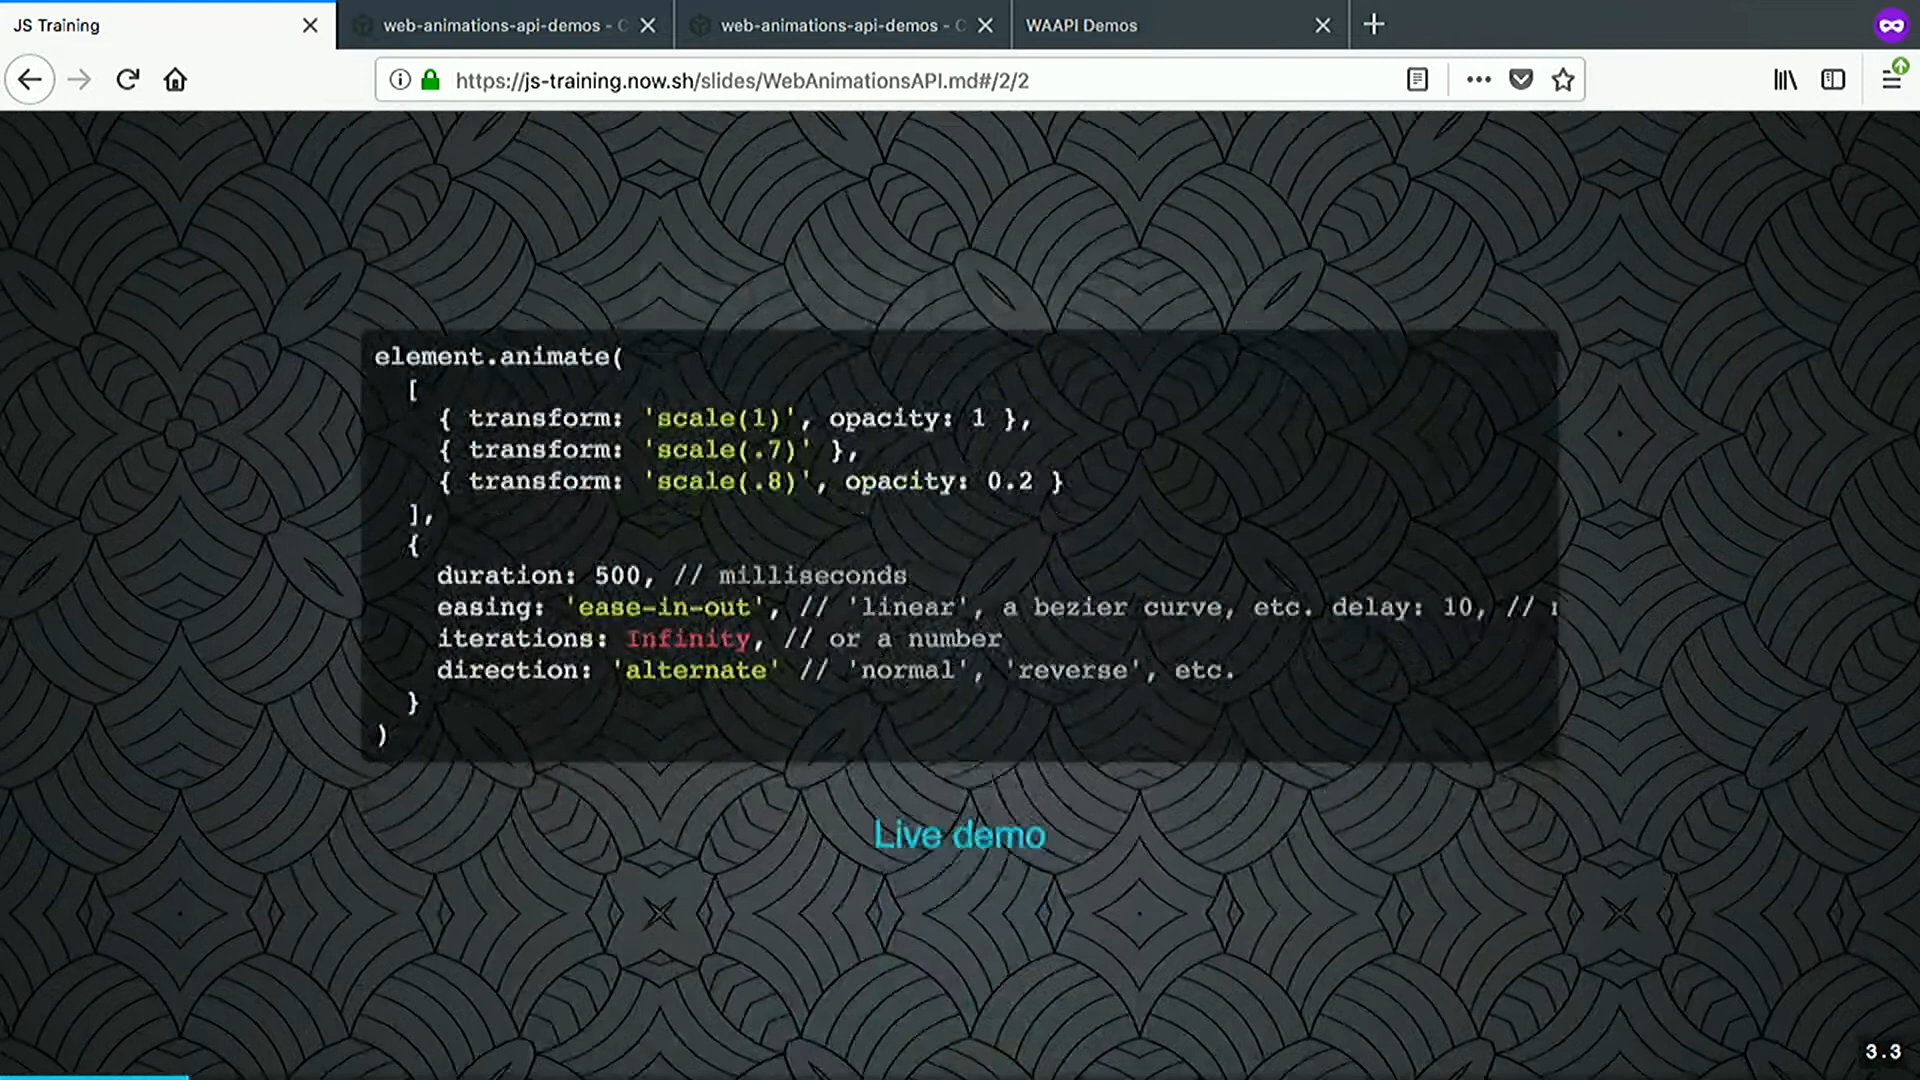 JS Training
web-animations-api-demos - C
web-animations-api-demos - C
WAAPI Demos
https://js-training.now.sh/slides/WebAnimationsAPI.md#/2/2
element.animate(
[
{ transform: 'scale(1)', opacity: 1 },
{ transform: 'scale(.7)' },
{ transform: 'scale(.8)', opacity: 0.2 }
],
{
duration: 500, // milliseconds
easing: 'ease-in-out', // 'linear', a bezier curve, etc. delay: 10, //
iterations: Infinity, // or a number
direction: 'alternate' // 'normal', 'reverse', etc.
}
)
Live demo
3.3